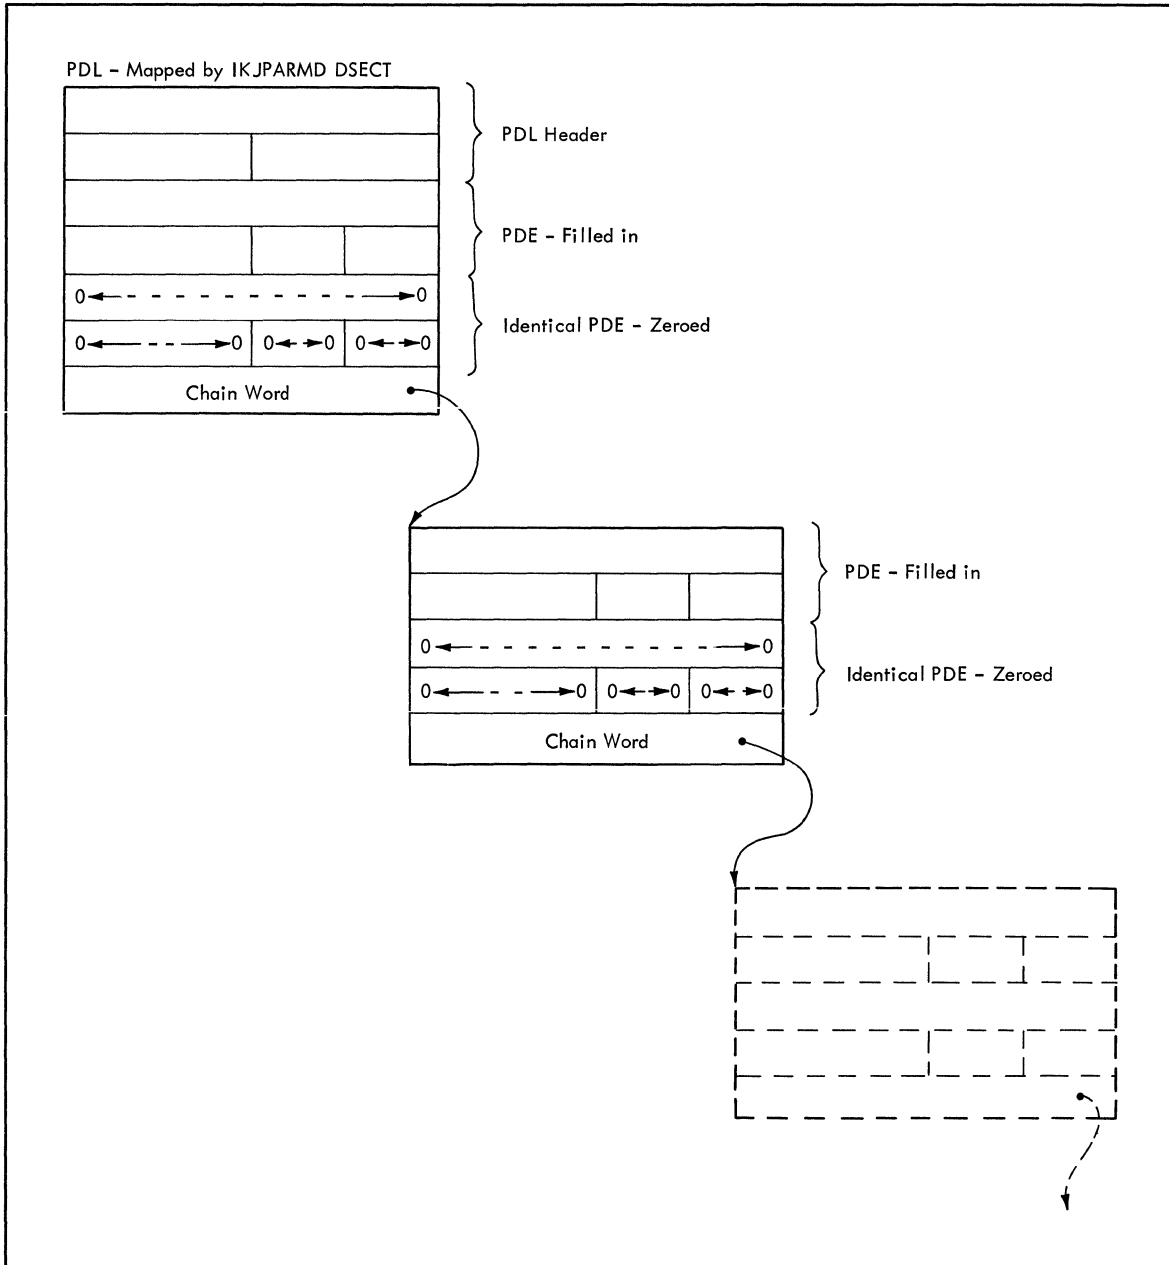 PDL - Mapped by IKJPARMD DSECT
PDL Header
PDE - Filled in
0 0
Identical PDE - Zeroed
0 0 0 0 0 0
Chain Word
PDE - Filled in
0 0
Identical PDE - Zeroed
0 0 0 0 0 0
Chain Word